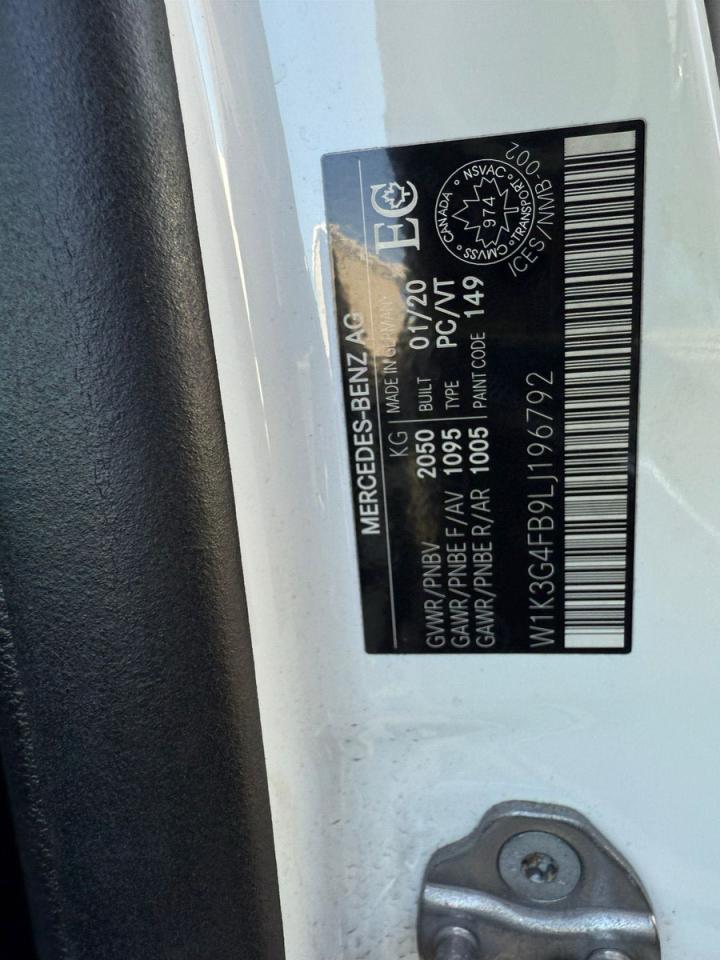 MERCEDES-BENZ AG
KG MADE IN GERMANY
GVWR/PNBV 2050 BUILT 01/20
GAWR/PNBE F/AV 1095 TYPE PC/VT
GAWR/PNBE R/AR 1005 PAINT CODE 149
EC
CANADA NSVAC TRANSPORT CMVSS
974
ICES/NMB-002
W1K3G4FB9LJ196792